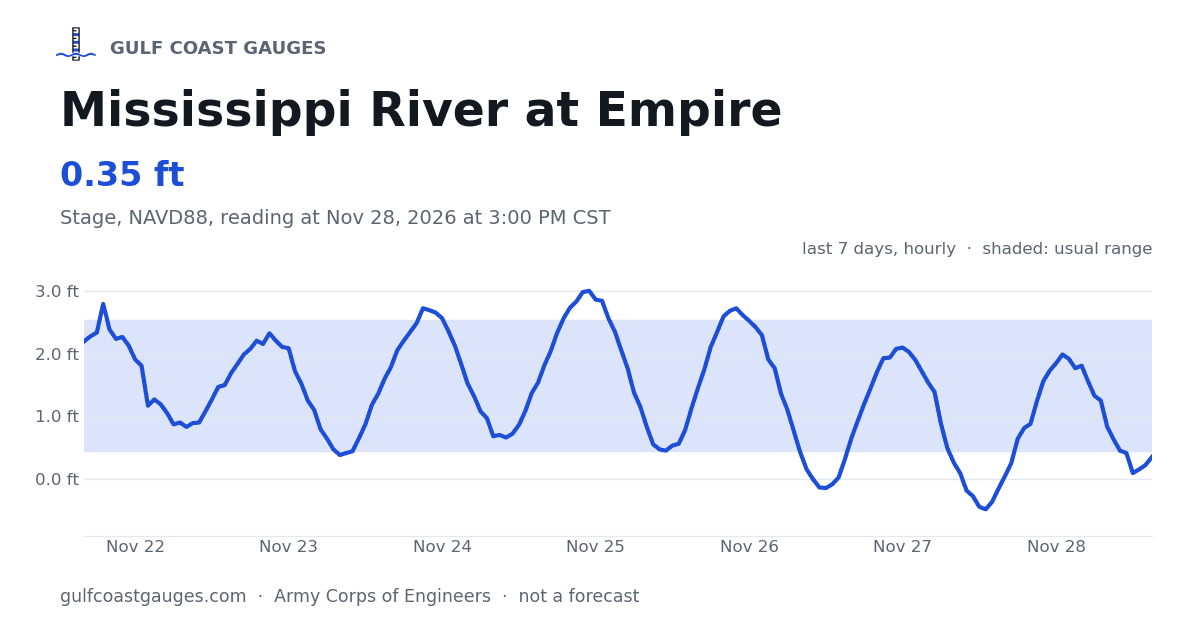 GULF COAST GAUGES
Mississippi River at Empire
0.35 ft
Stage, NAVD88, reading at Nov 28, 2026 at 3:00 PM CST
last 7 days, hourly · shaded: usual range
3.0 ft
2.0 ft
1.0 ft
0.0 ft
Nov 22 Nov 23 Nov 24 Nov 25 Nov 26 Nov 27 Nov 28
gulfcoastgauges.com · Army Corps of Engineers · not a forecast